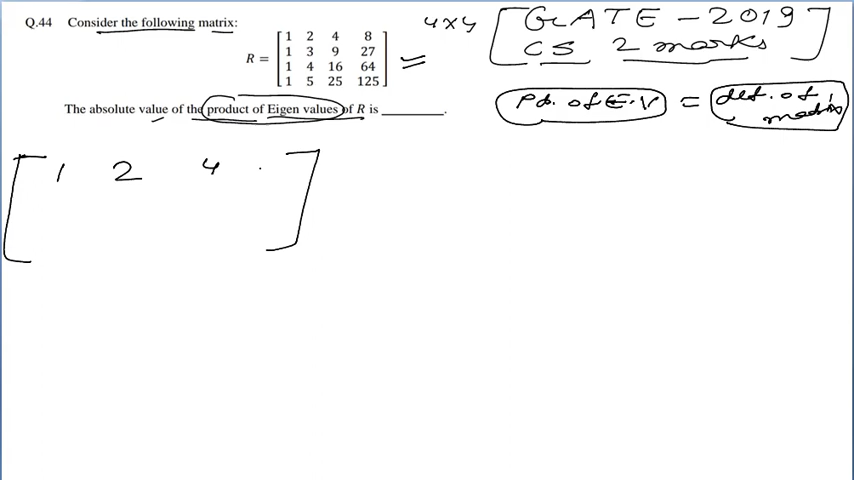 Q.44 Consider the following matrix:
R = [1 2 4 8
1 3 9 27
1 4 16 64
1 5 25 125]
The absolute value of the product of Eigen values of R is ________.
4x4
[GATE - 2019
CS 2 marks]
Pd. of E.V = det. of
matrix
[1 2 4 ]